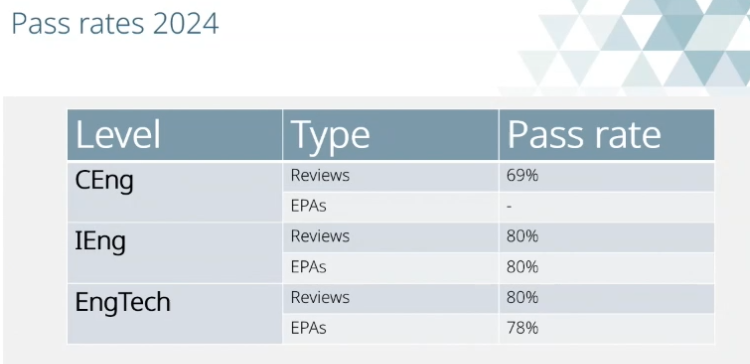 Pass rates 2024
Level Type Pass rate
CEng Reviews 69%
EPAs -
IEng Reviews 80%
EPAs 80%
EngTech Reviews 80%
EPAs 78%